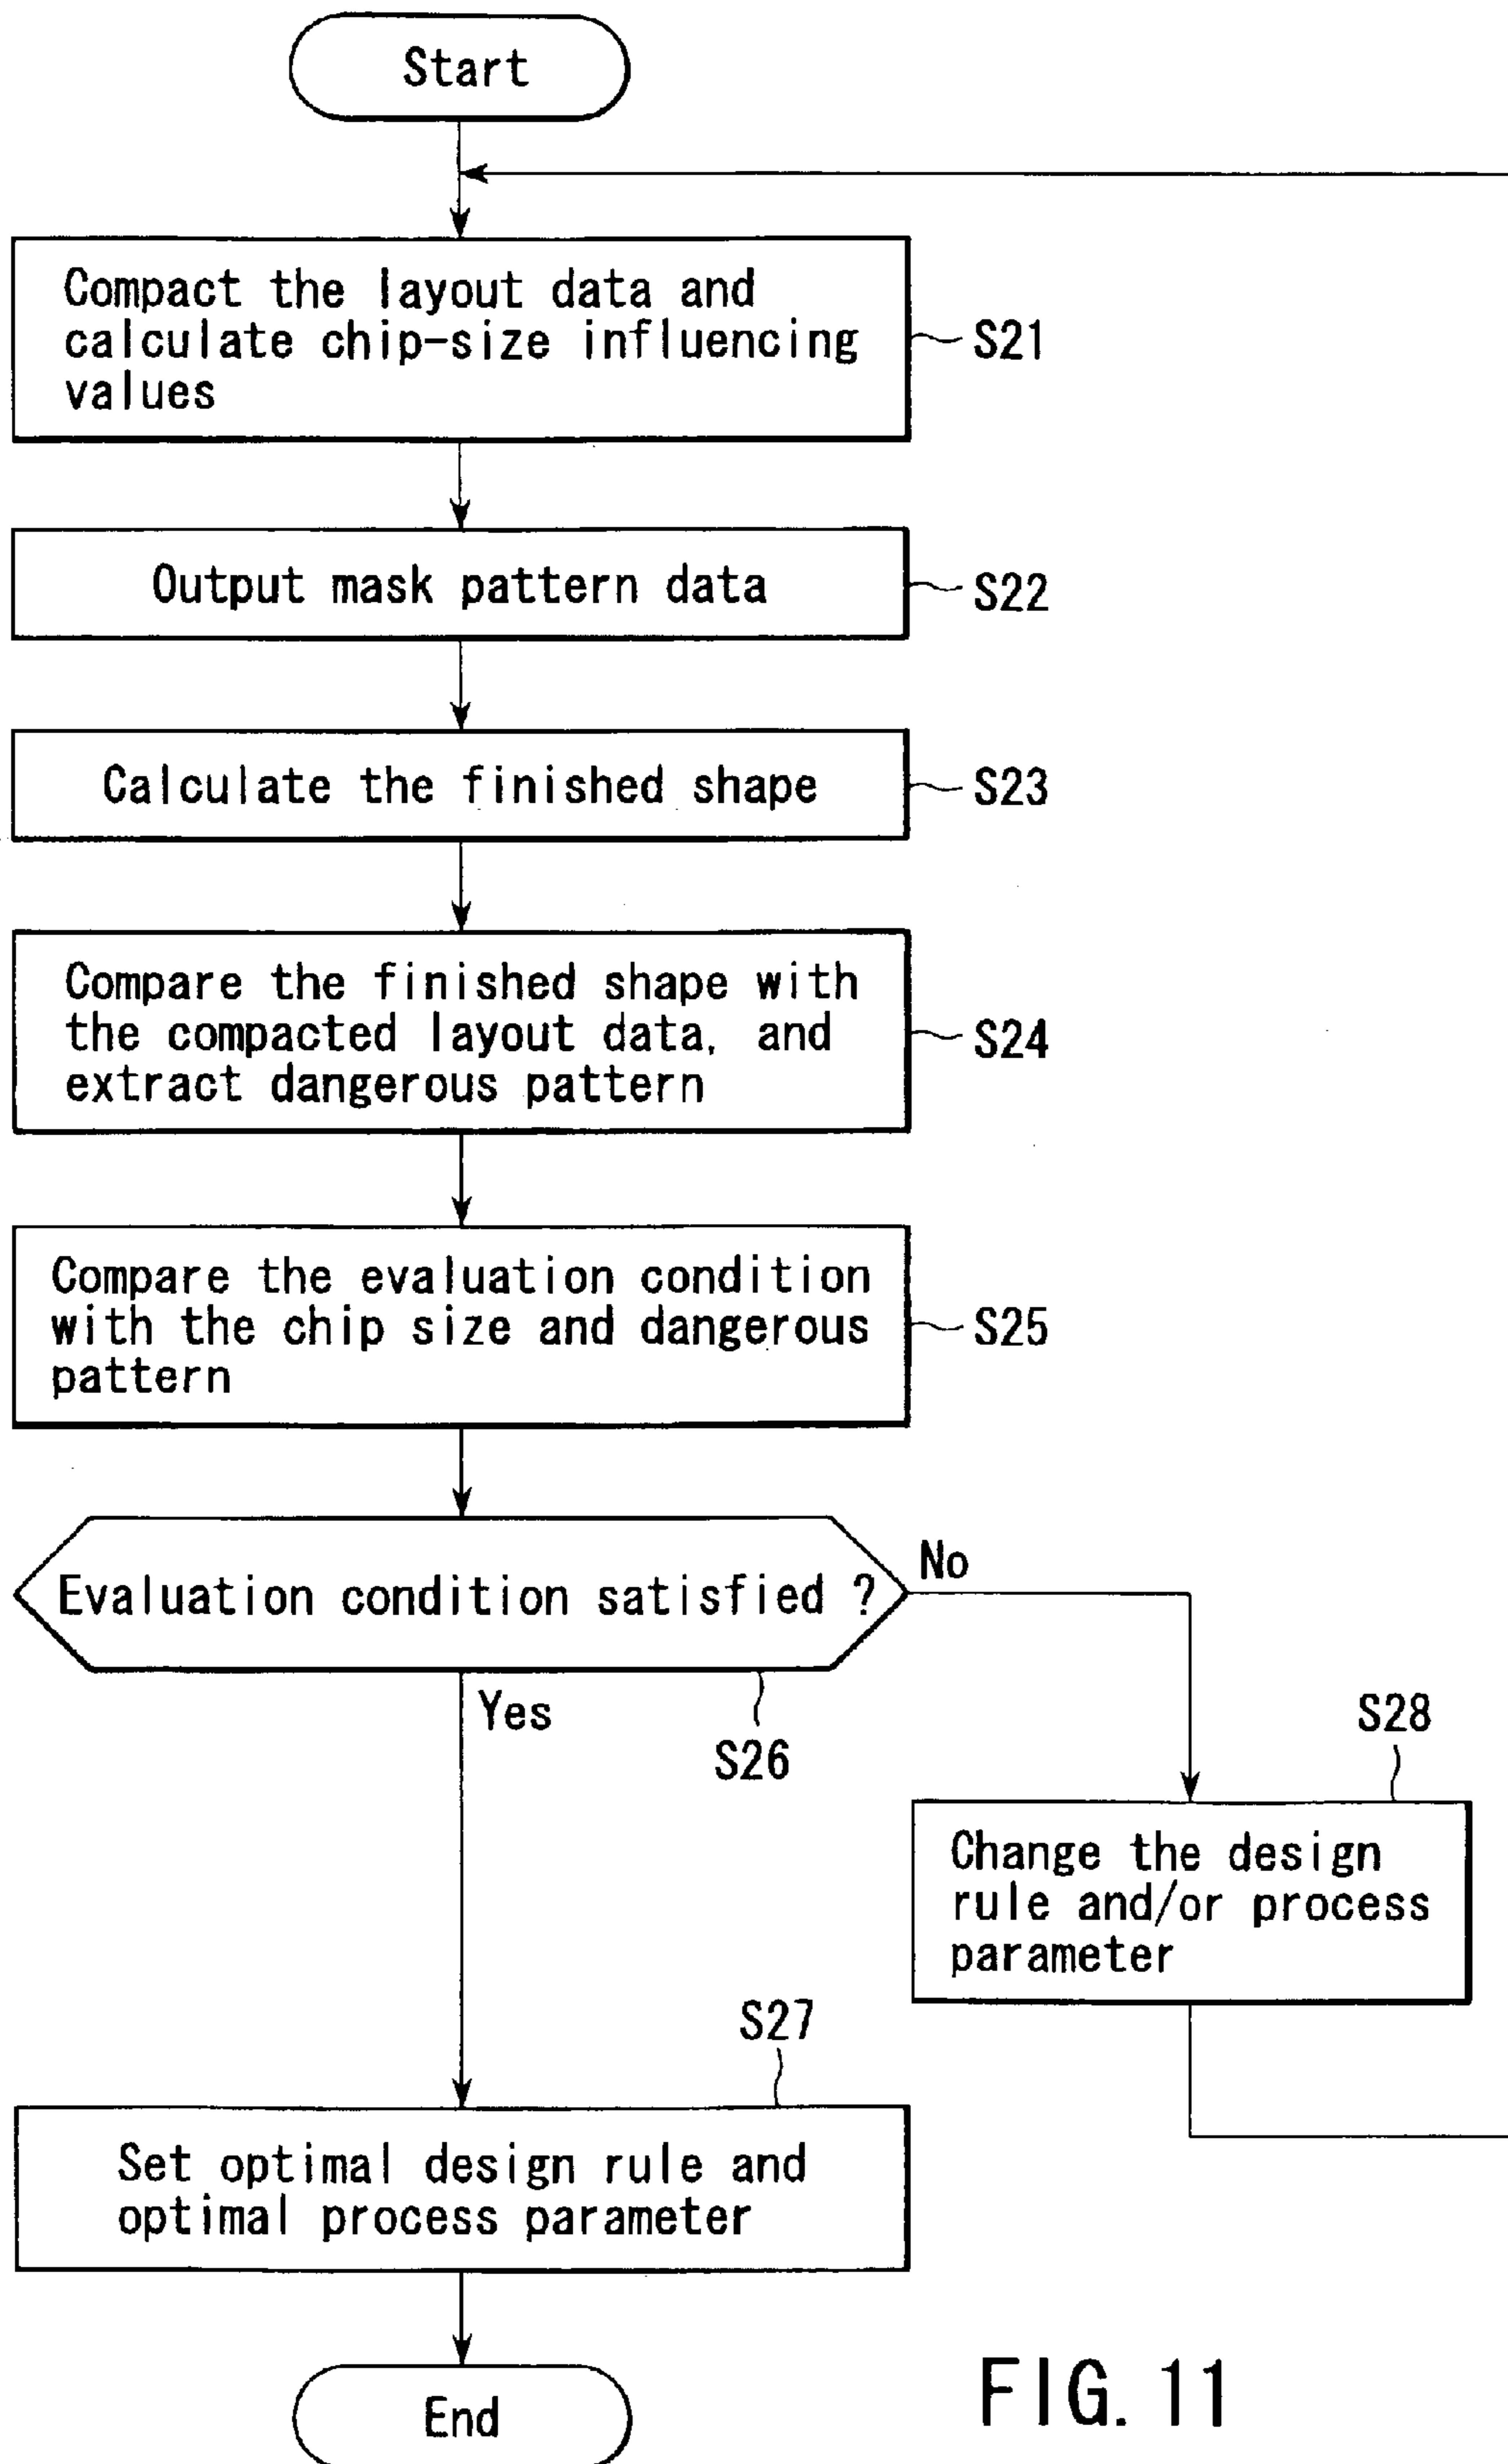 Start
Compact the layout data and
calculate chip-size influencing
values
S21
Output mask pattern data
S22
Calculate the finished shape
S23
Compare the finished shape with
the compacted layout data, and
extract dangerous pattern
S24
Compare the evaluation condition
with the chip size and dangerous
pattern
S25
Evaluation condition satisfied ?
No
Yes
S26
S28
Change the design
rule and/or process
parameter
S27
Set optimal design rule and
optimal process parameter
End
FIG. 11